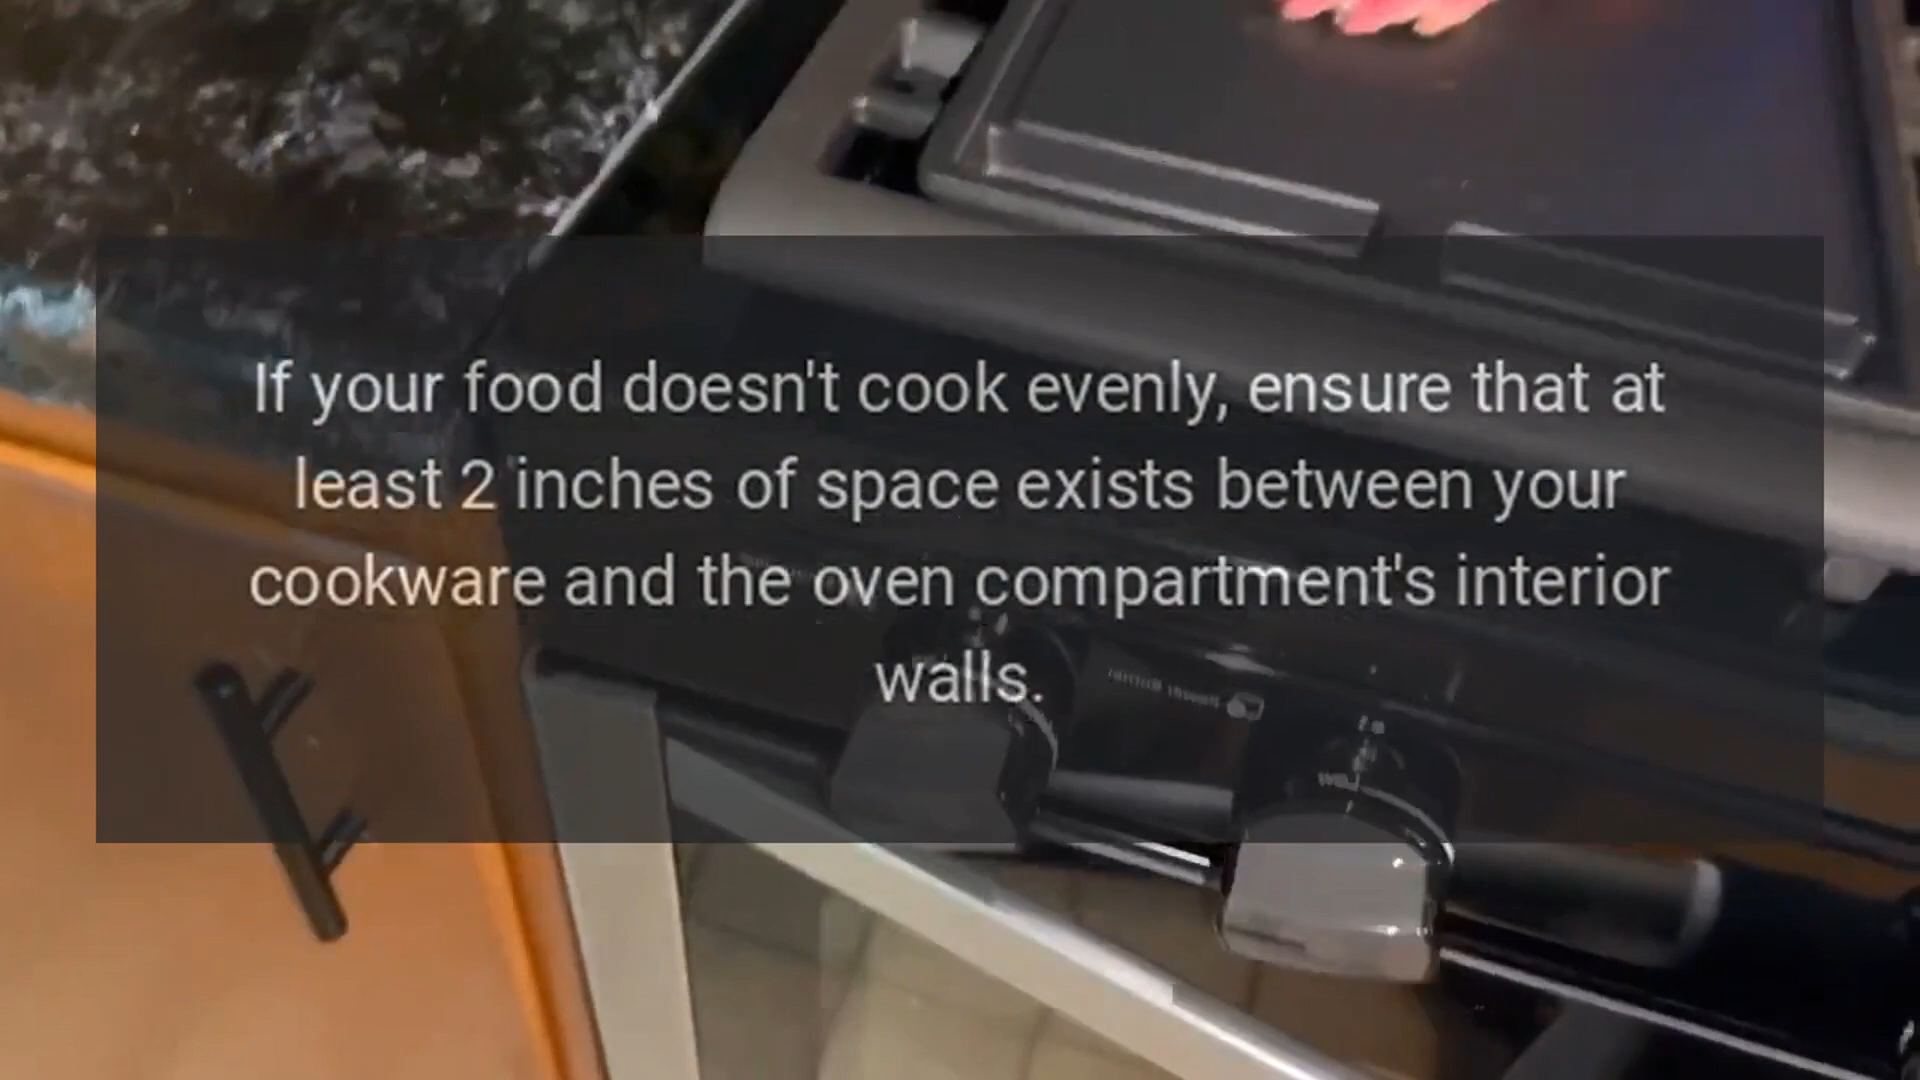 If your food doesn't cook evenly, ensure that at
least 2 inches of space exists between your
cookware and the oven compartment's interior
walls.